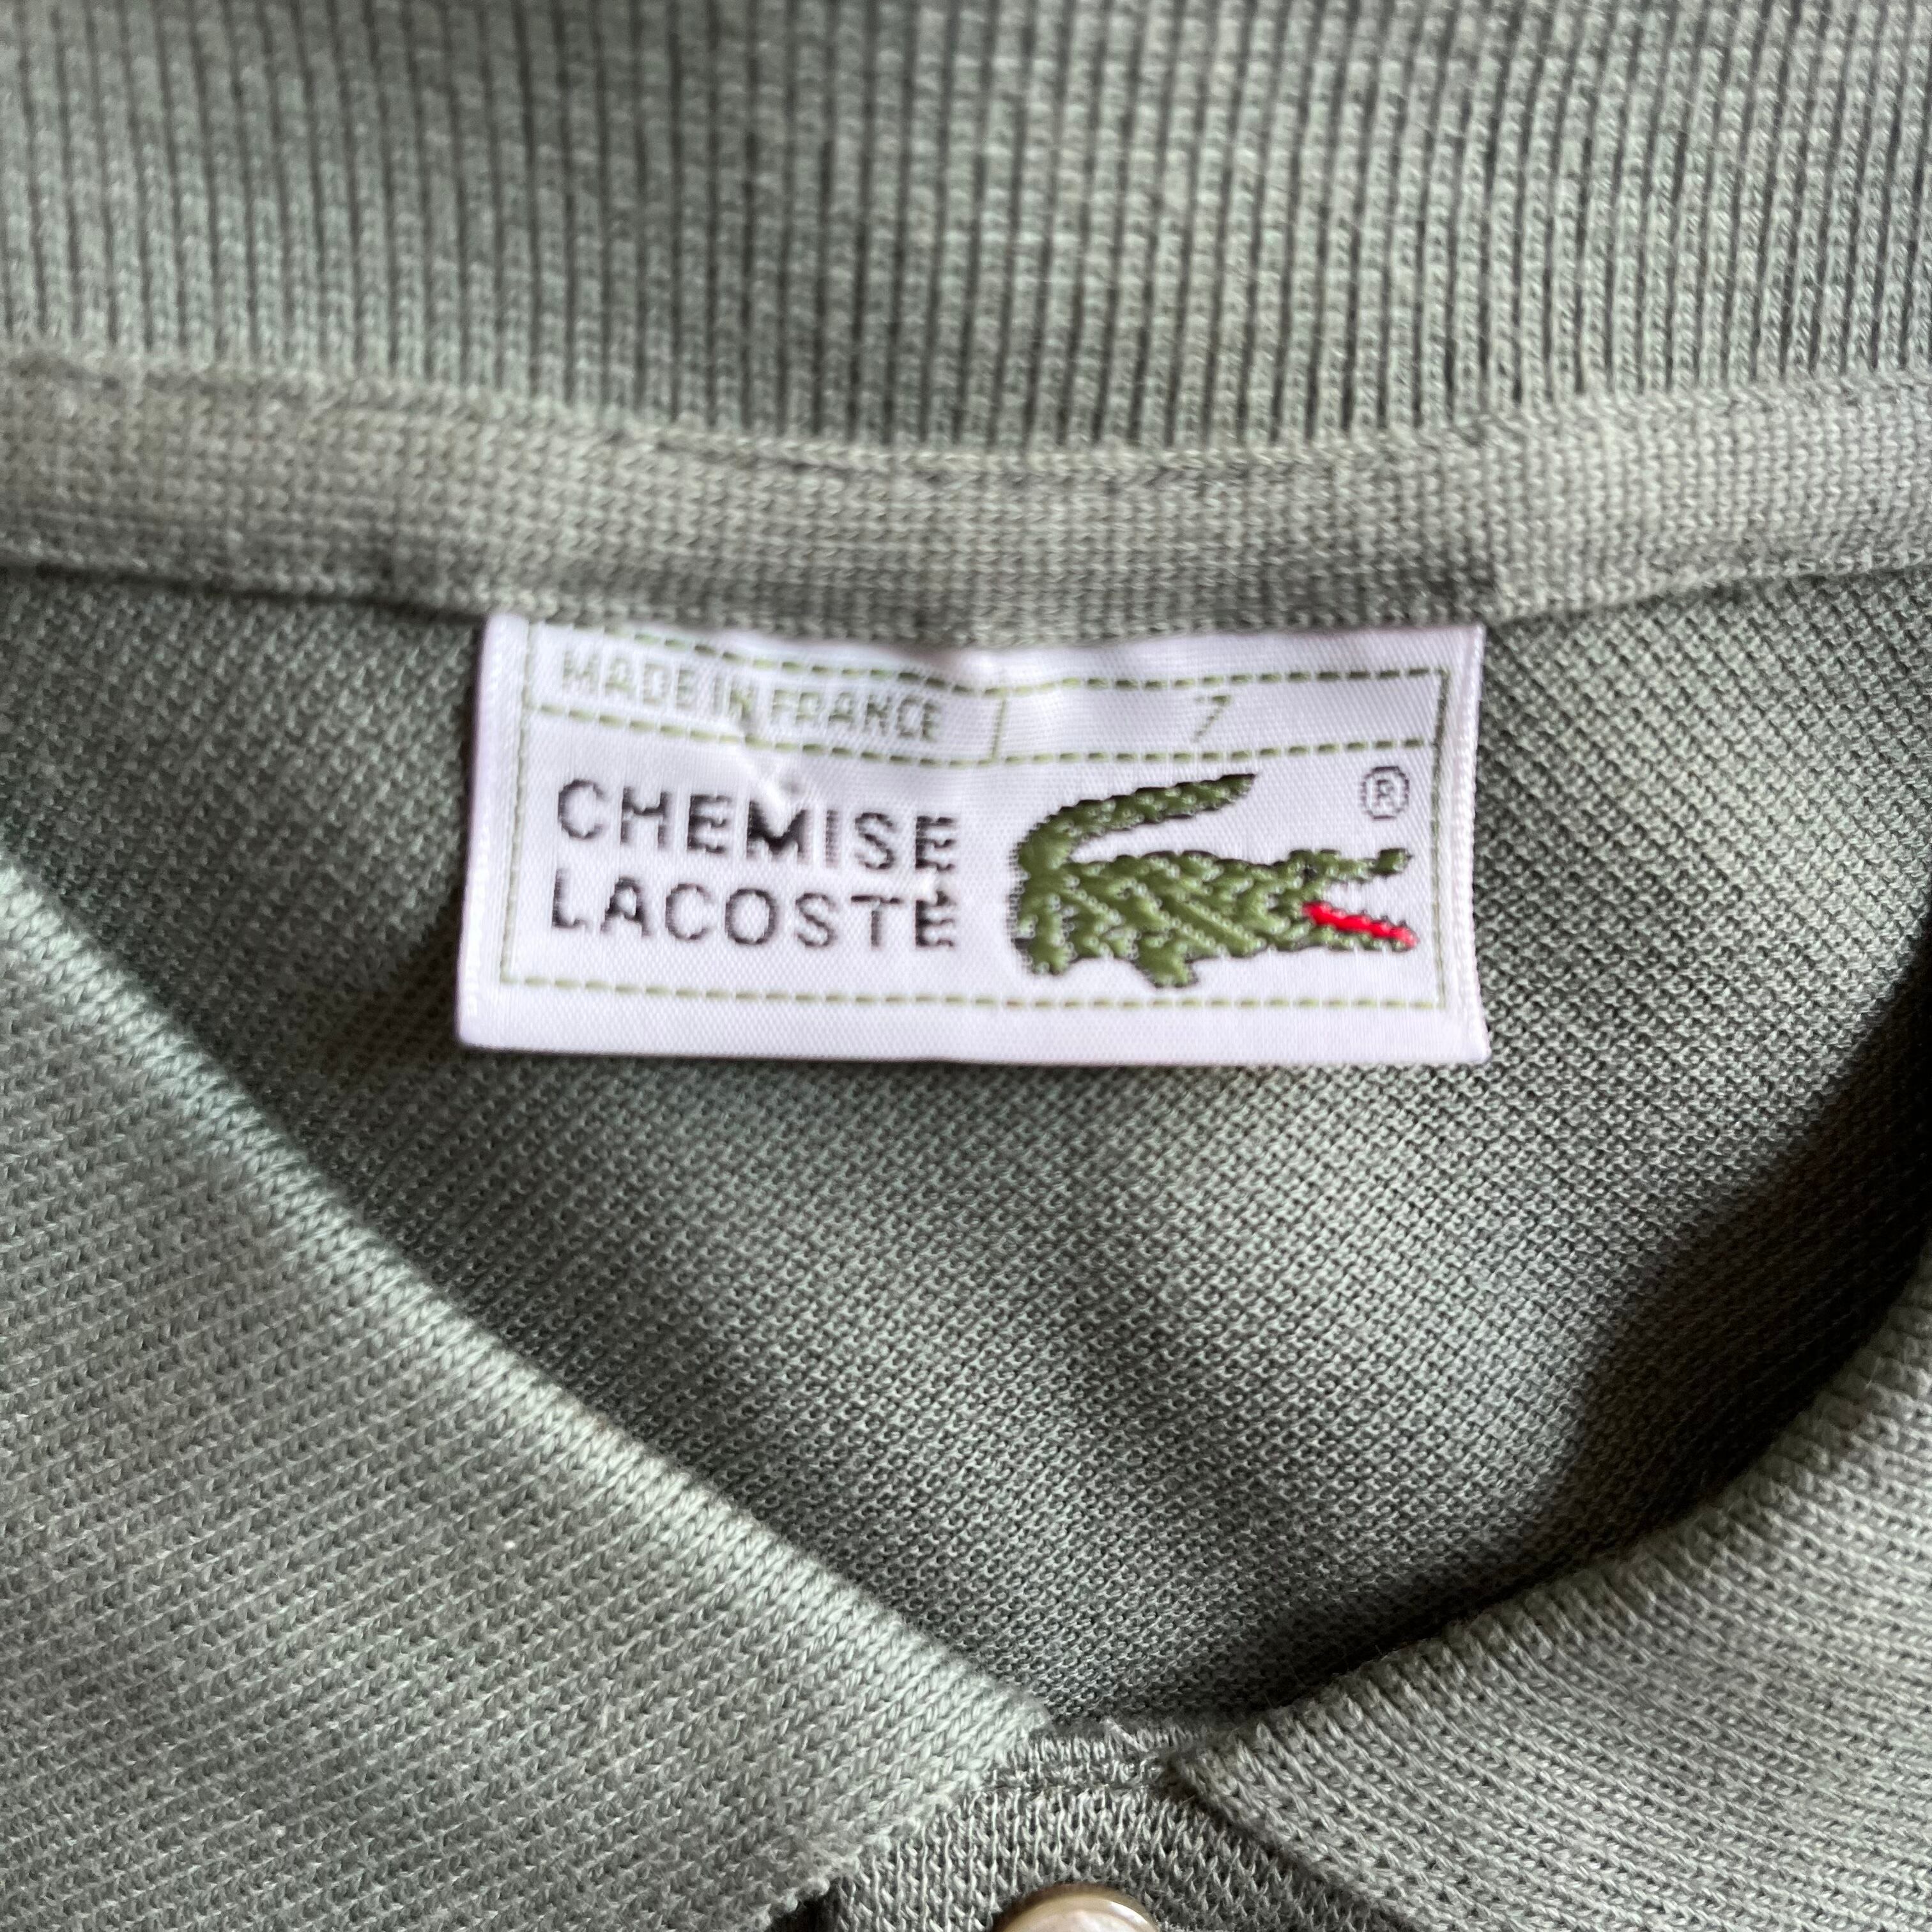 MADE IN FRANCE 7
CHEMISE ®
LACOSTE